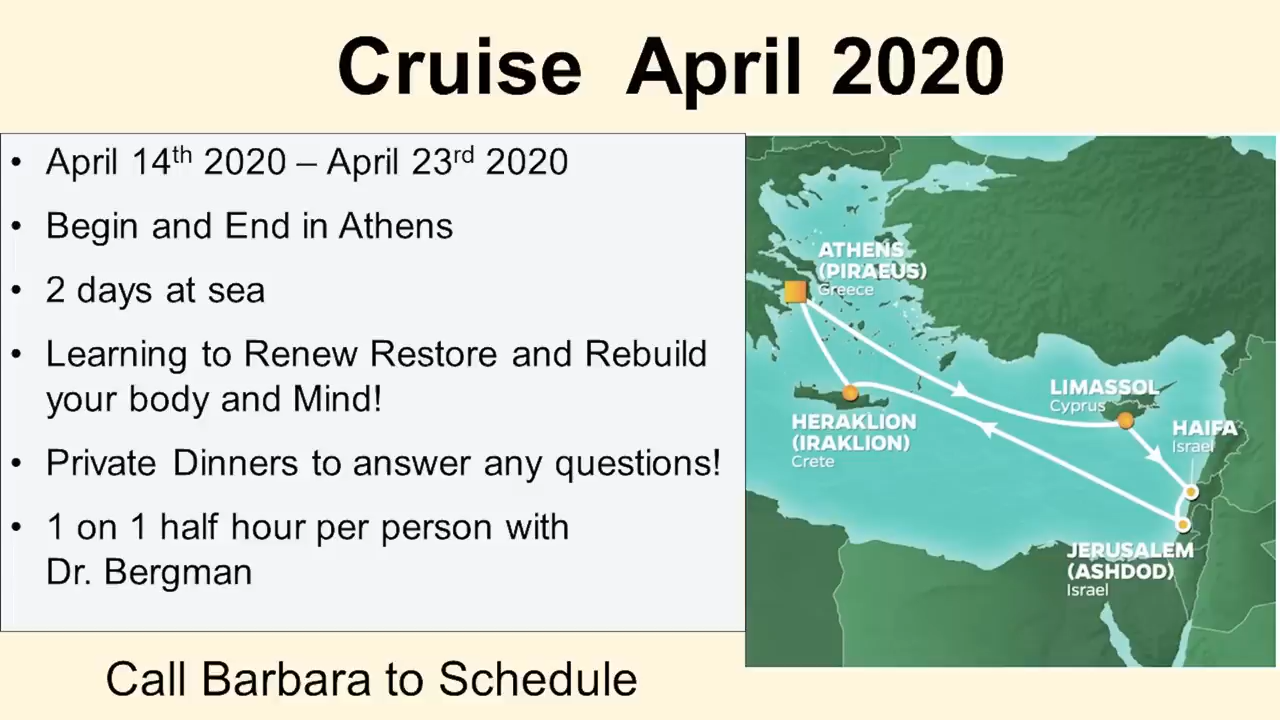 Cruise April 2020
• April 14th 2020 – April 23rd 2020
• Begin and End in Athens
• 2 days at sea
• Learning to Renew Restore and Rebuild
your body and Mind!
• Private Dinners to answer any questions!
• 1 on 1 half hour per person with
Dr. Bergman
Call Barbara to Schedule
ATHENS
(PIRAEUS)
Greece
LIMASSOL
Cyprus
HERAKLION
(IRAKLION)
Crete
HAIFA
Israel
JERUSALEM
(ASHDOD)
Israel